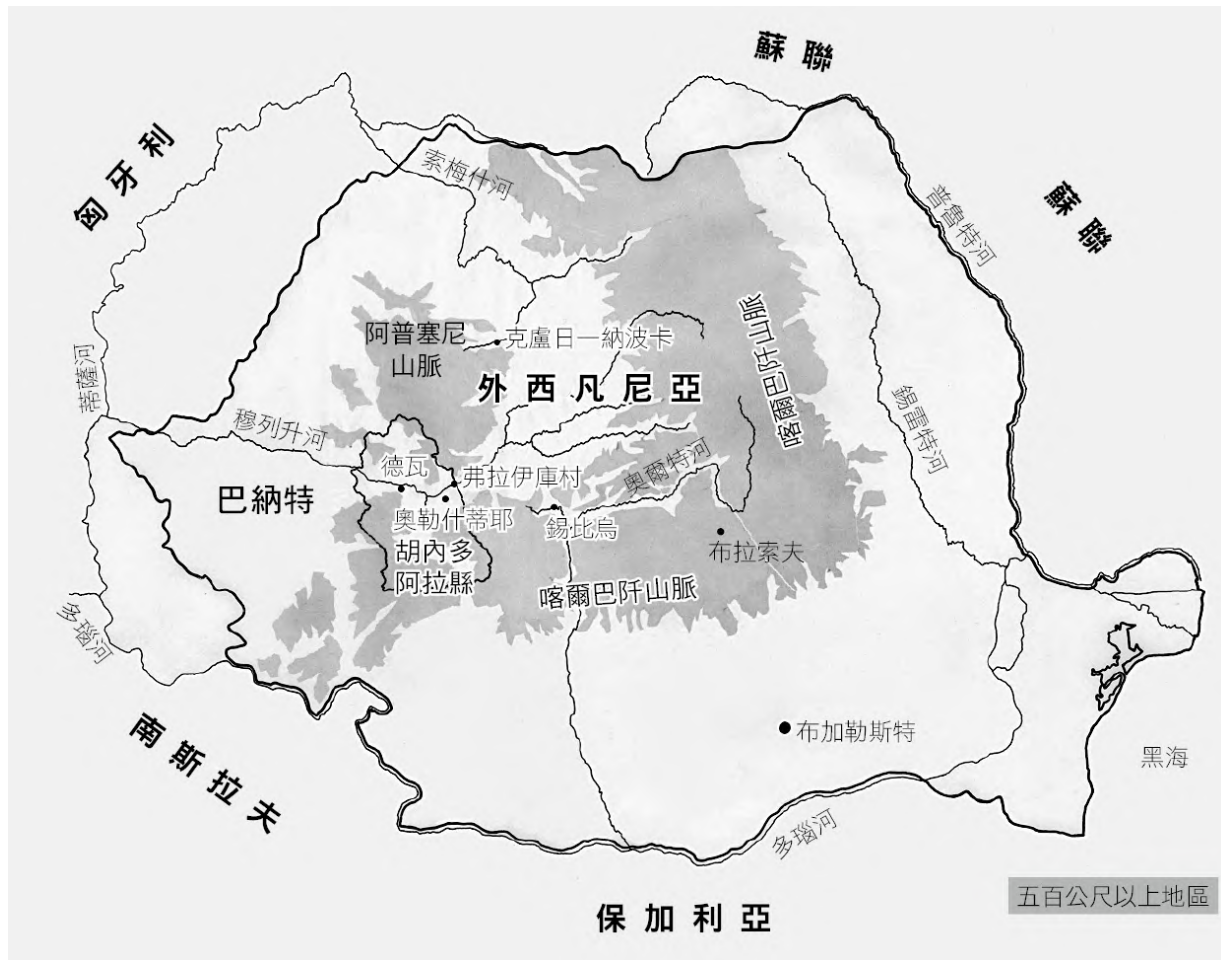 蘇聯
匈牙利
索梅什河
蘇聯
普魯特河
阿普塞尼
山脈
克盧日—納波卡
喀爾巴阡山脈
外西凡尼亞
蒂薩河
穆列升河
錫雷特河
德瓦
弗拉伊庫村
奧爾特河
巴納特
奧勒什蒂耶
錫比烏
胡內多
阿拉縣
布拉索夫
喀爾巴阡山脈
多瑙河
南斯拉夫
布加勒斯特
黑海
多瑙河
五百公尺以上地區
保加利亞